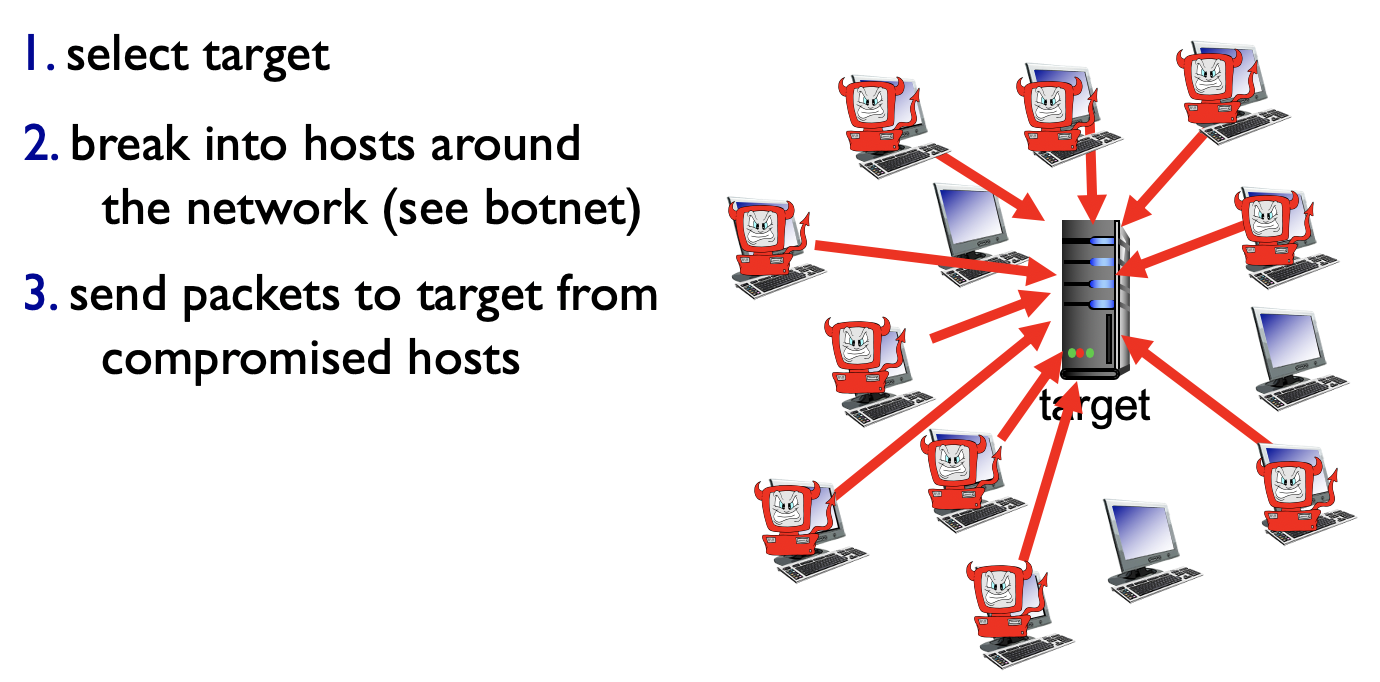 1. select target
2. break into hosts around
the network (see botnet)
3. send packets to target from
compromised hosts
target